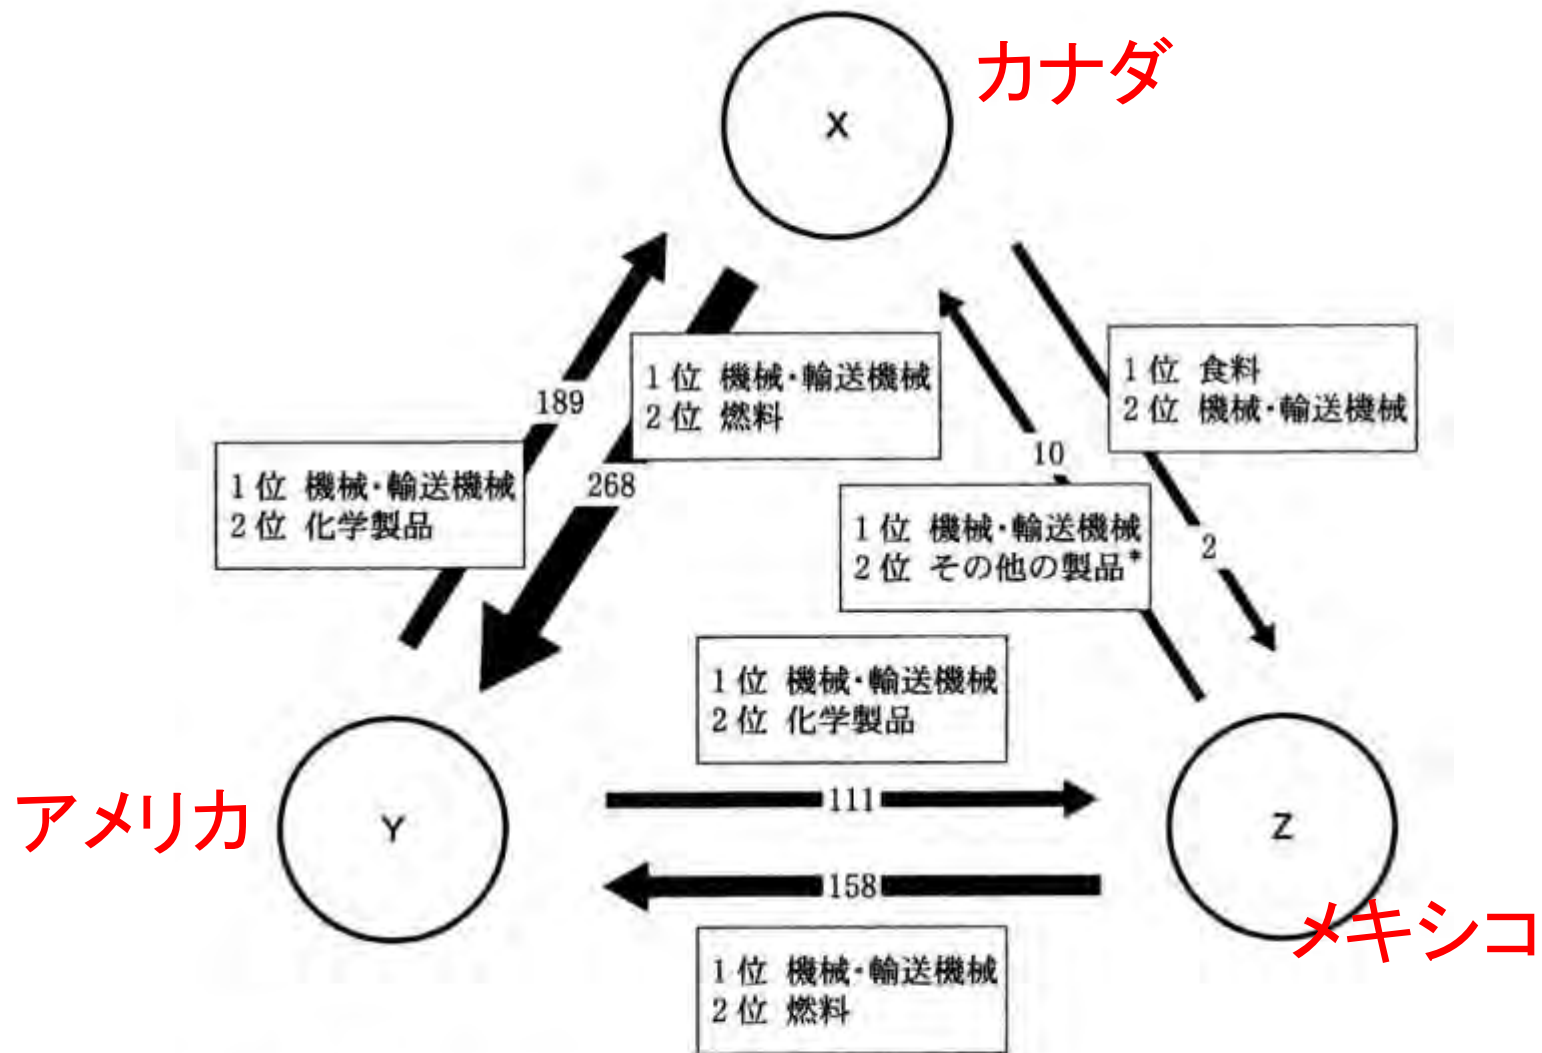 カナダ
X
189
1位 機械・輸送機械
2位 燃料
1位 食料
2位 機械・輸送機械
10
1位 機械・輸送機械
2位 化学製品
268
1位 機械・輸送機械
2位 その他の製品*
2
1位 機械・輸送機械
2位 化学製品
アメリカ
Y
111
Z
158
メキシコ
1位 機械・輸送機械
2位 燃料